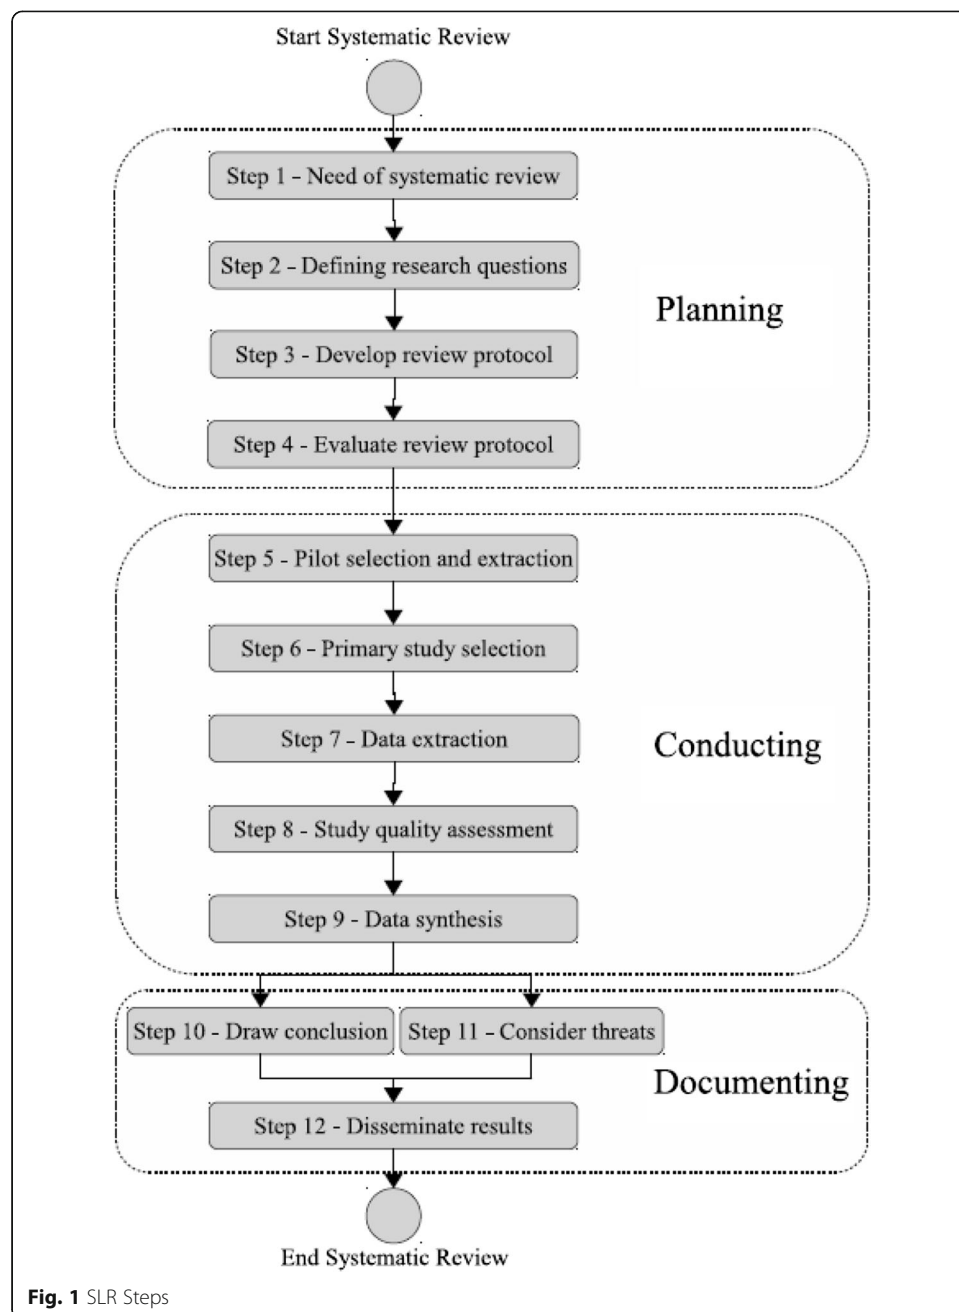 Start Systematic Review
Step 1 - Need of systematic review
Step 2 - Defining research questions
Planning
Step 3 - Develop review protocol
Step 4 - Evaluate review protocol
Step 5 - Pilot selection and extraction
Step 6 - Primary study selection
Step 7 - Data extraction
Conducting
Step 8 - Study quality assessment
Step 9 - Data synthesis
Step 10 - Draw conclusion
Step 11 - Consider threats
Documenting
Step 12 - Disseminate results
End Systematic Review
Fig. 1 SLR Steps